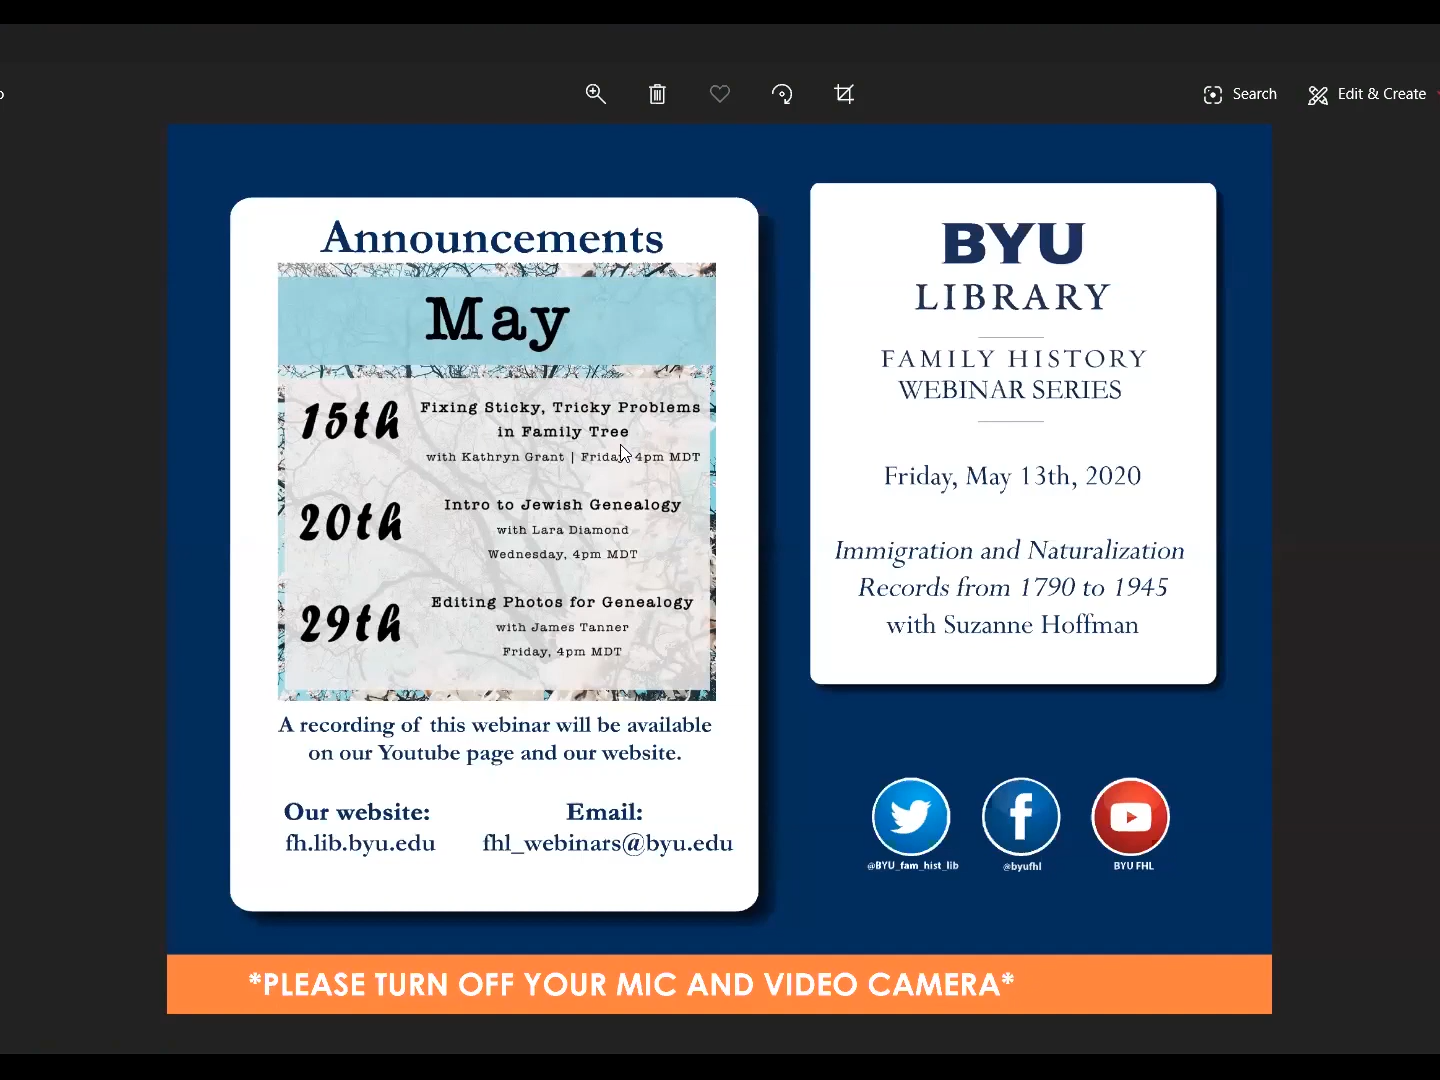 Search
Edit & Create
Announcements
May
15th
Fixing Sticky, Tricky Problems
in Family Tree
with Kathryn Grant | Friday, 4pm MDT
20th
Intro to Jewish Genealogy
with Lara Diamond
Wednesday, 4pm MDT
29th
Editing Photos for Genealogy
with James Tanner
Friday, 4pm MDT
A recording of this webinar will be available
on our Youtube page and our website.
Our website:
fh.lib.byu.edu
Email:
fhl_webinars@byu.edu
BYU
LIBRARY
FAMILY HISTORY
WEBINAR SERIES
Friday, May 13th, 2020
Immigration and Naturalization
Records from 1790 to 1945
with Suzanne Hoffman
@BYU_fam_hist_lib
@byufhl
BYU FHL
*PLEASE TURN OFF YOUR MIC AND VIDEO CAMERA*